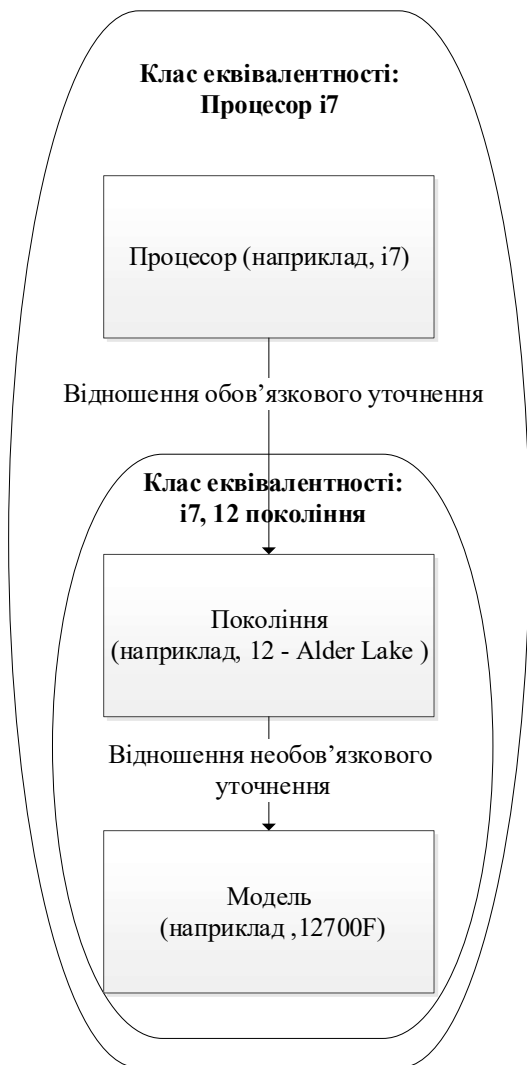 Клас еквівалентності:
Процесор і7
Процесор (наприклад, і7)
Відношення обов’язкового уточнення
Клас еквівалентності:
і7, 12 покоління
Покоління
(наприклад, 12 - Alder Lake )
Відношення необов’язкового
уточнення
Модель
(наприклад ,12700F)